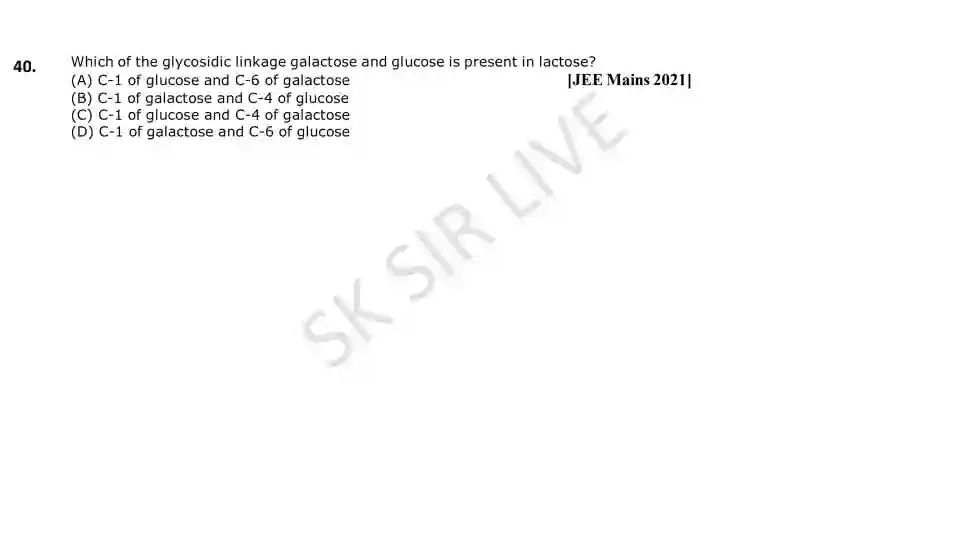 40. Which of the glycosidic linkage galactose and glucose is present in lactose?
(A) C-1 of glucose and C-6 of galactose [JEE Mains 2021]
(B) C-1 of galactose and C-4 of glucose
(C) C-1 of glucose and C-4 of galactose
(D) C-1 of galactose and C-6 of glucose
SK SIR LIVE